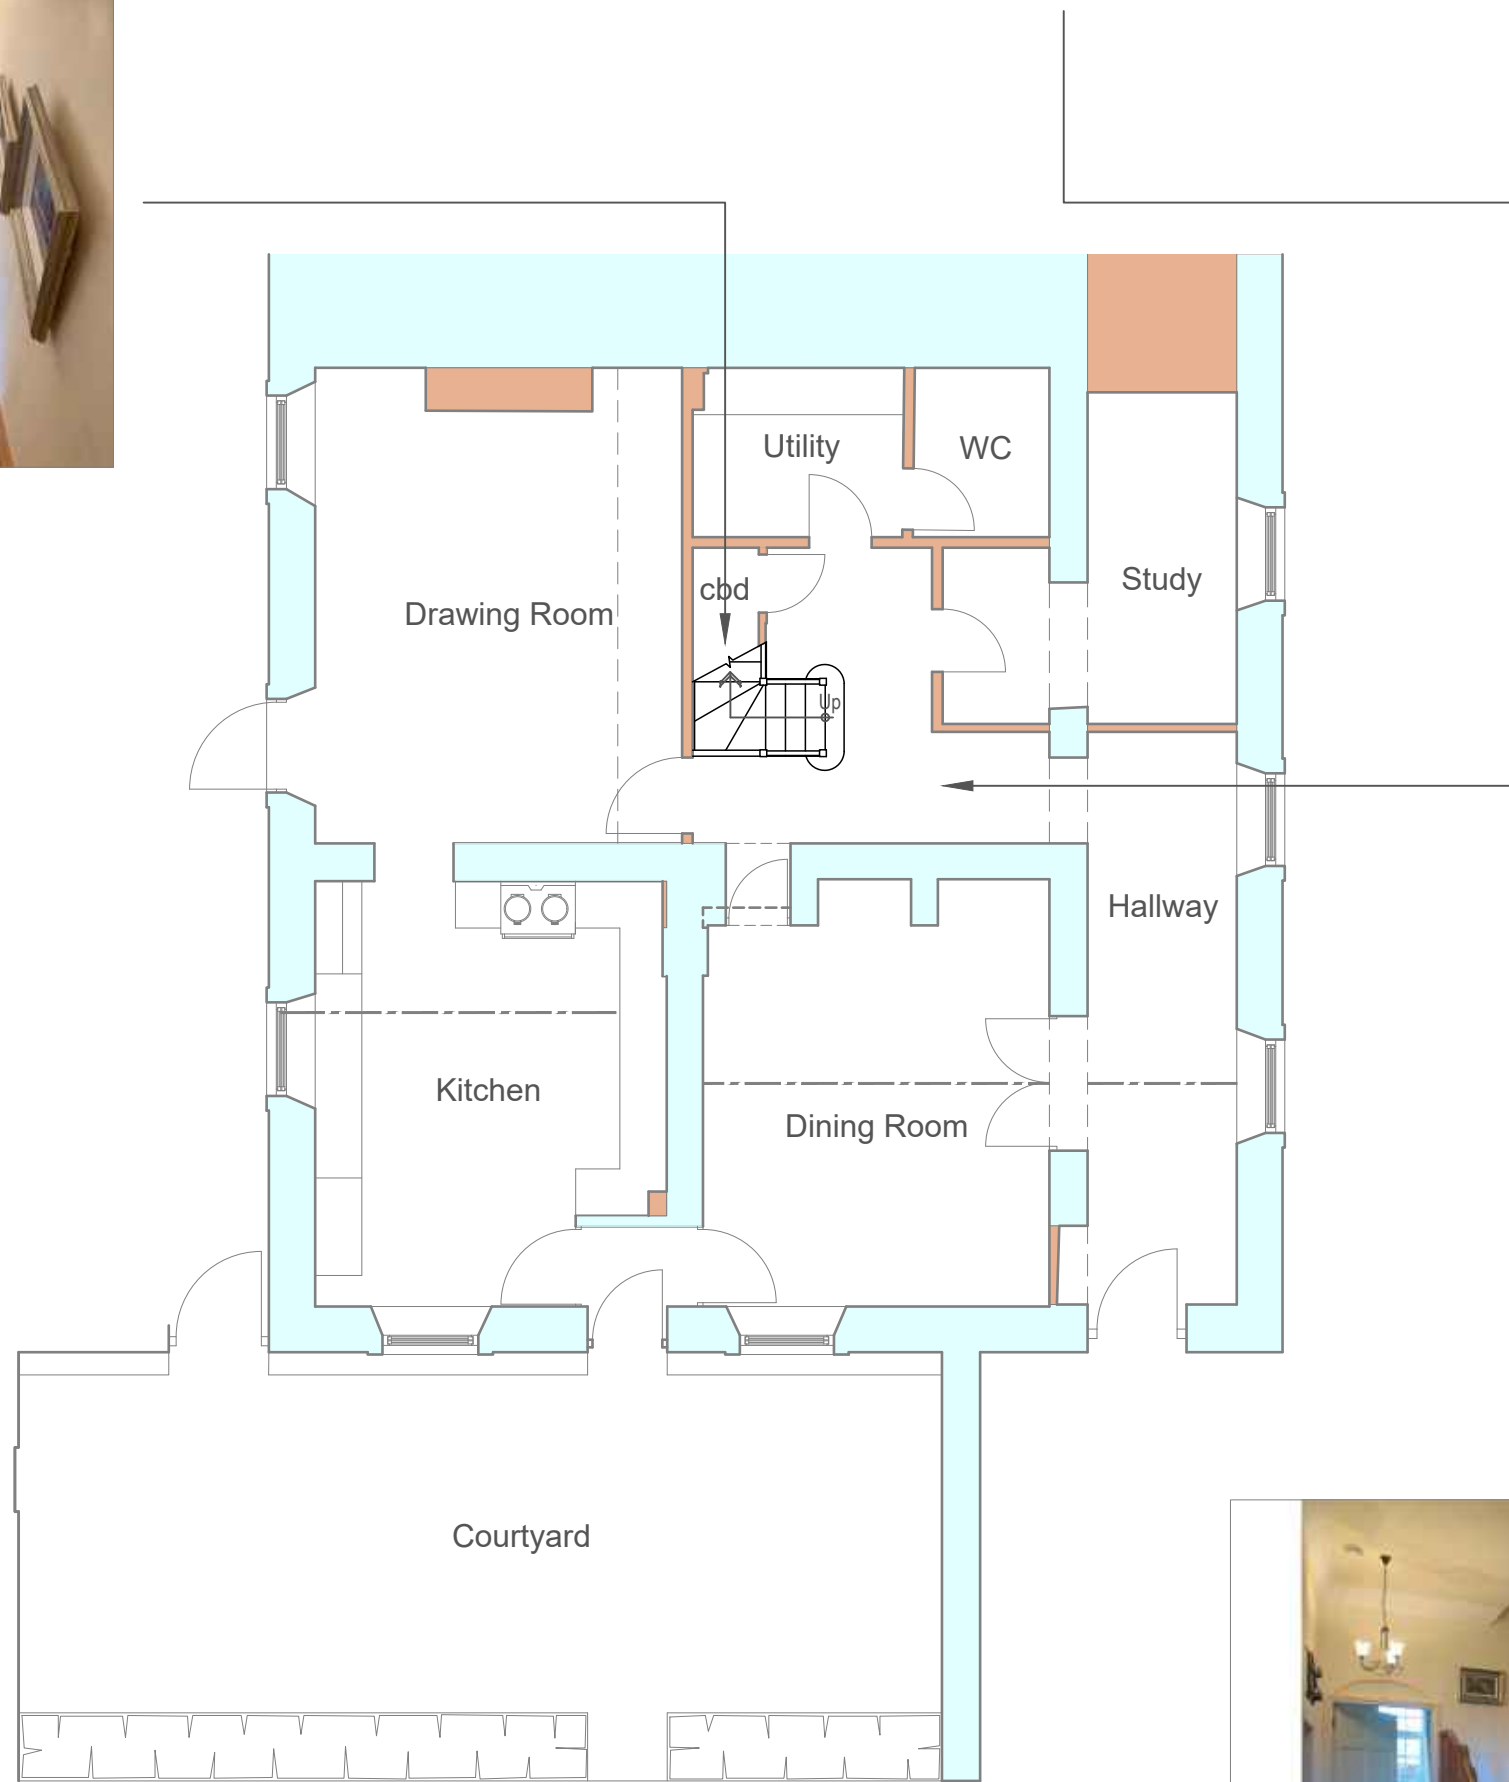 Utility
WC
Study
cbd
Drawing Room
Up
Hallway
Kitchen
Dining Room
Courtyard